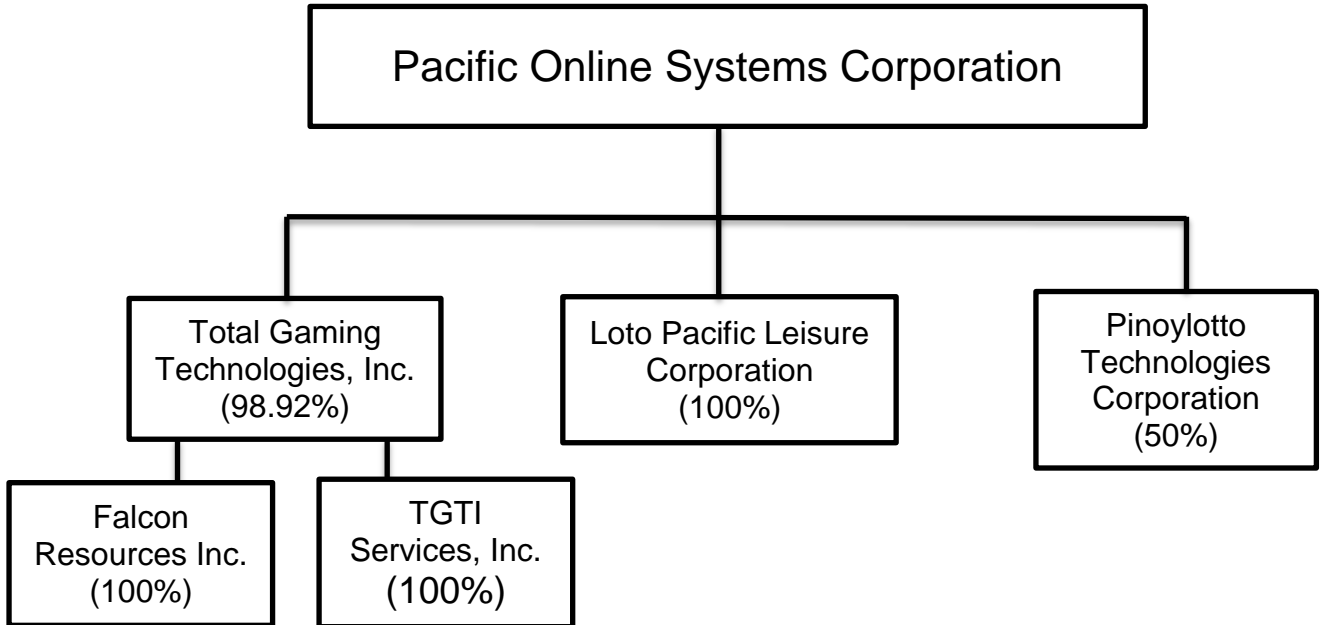 Pacific Online Systems Corporation
Total Gaming
Technologies, Inc.
(98.92%)
Loto Pacific Leisure
Corporation
(100%)
Pinoylotto
Technologies
Corporation
(50%)
Falcon
Resources Inc.
(100%)
TGTI
Services, Inc.
(100%)